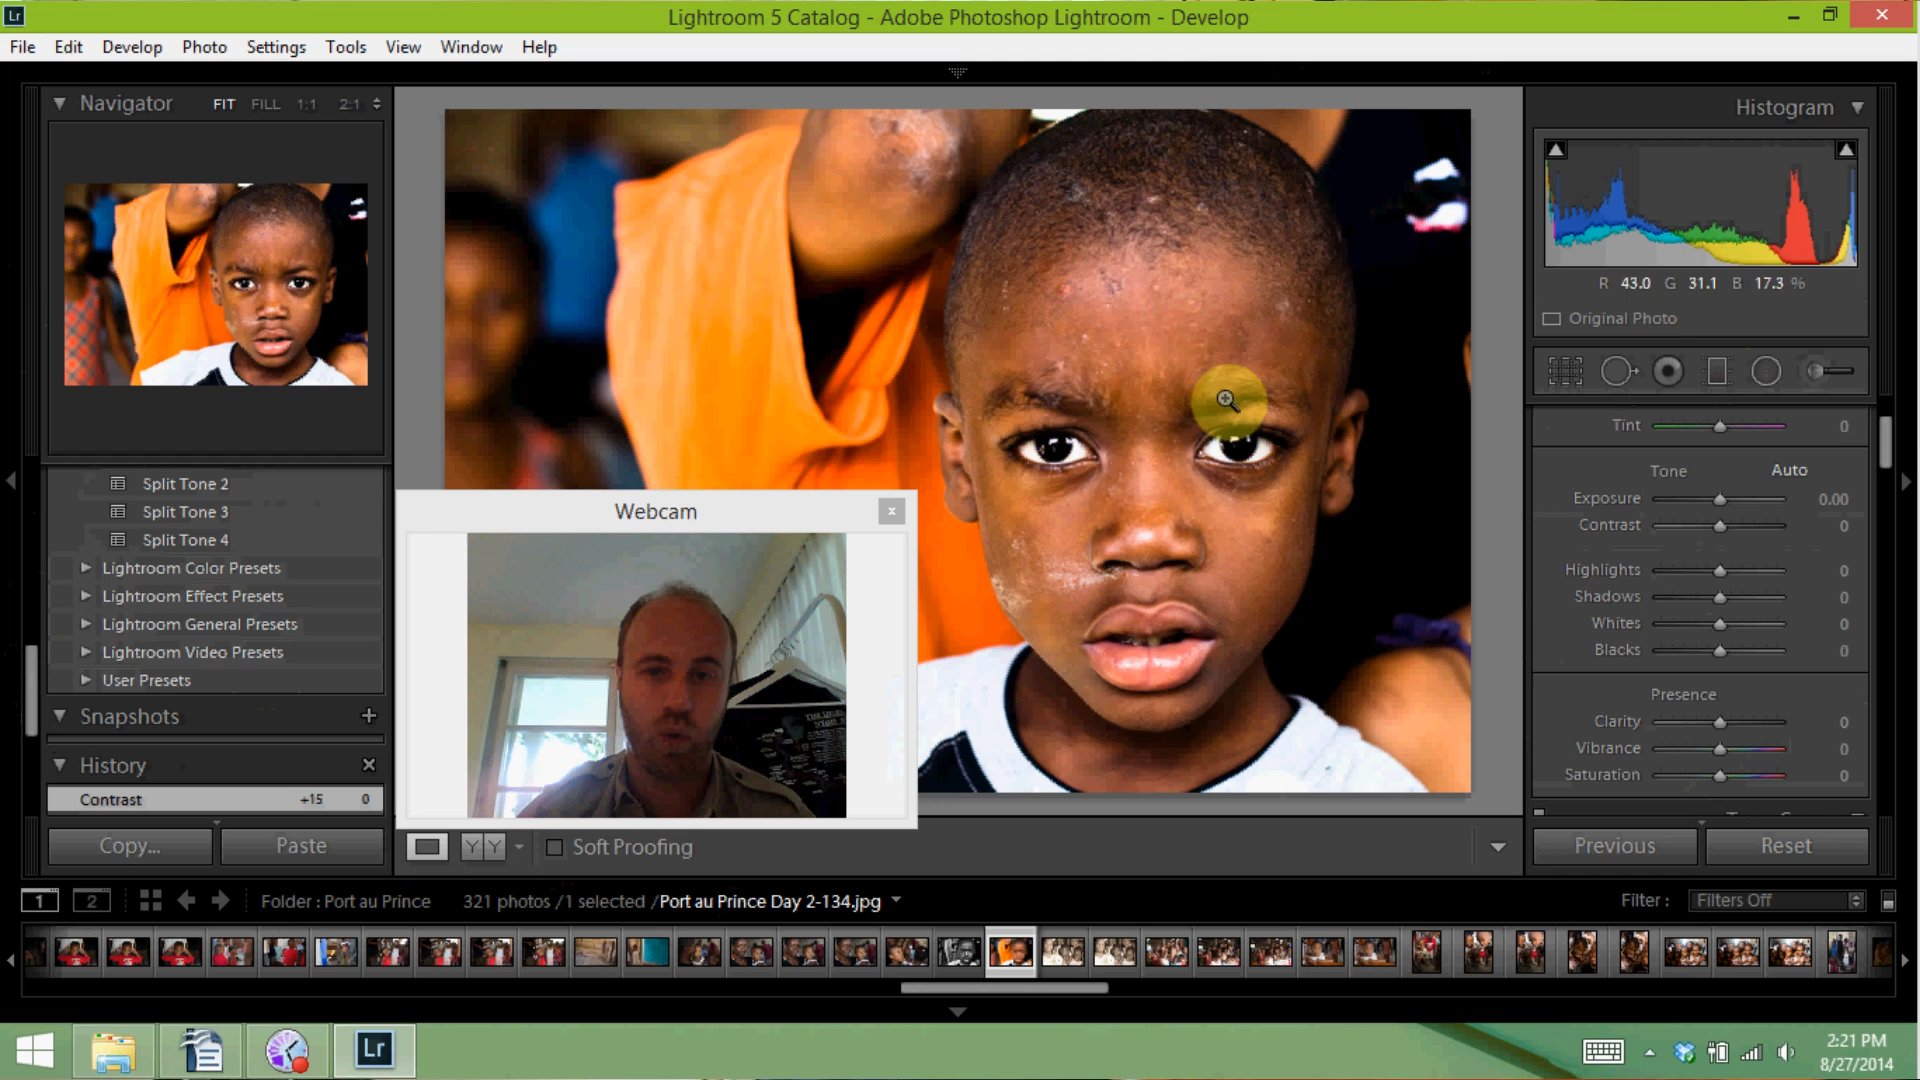 Lr
Lightroom 5 Catalog - Adobe Photoshop Lightroom - Develop
File Edit Develop Photo Settings Tools View Window Help
Navigator FIT FILL 1:1 2:1
Histogram
R 43.0 G 31.1 B 17.3 %
Original Photo
Tint 0
Tone Auto
Exposure 0.00
Contrast 0
Highlights 0
Shadows 0
Whites 0
Blacks 0
Presence
Clarity 0
Vibrance 0
Saturation 0
Split Tone 2
Split Tone 3
Split Tone 4
Lightroom Color Presets
Lightroom Effect Presets
Lightroom General Presets
Lightroom Video Presets
User Presets
Snapshots +
History
Contrast +15 0
Copy... Paste
Webcam
Y Y Soft Proofing
Previous Reset
1 2 Folder : Port au Prince 321 photos /1 selected /Port au Prince Day 2-134.jpg
Filter : Filters Off
Lr
2:21 PM
8/27/2014